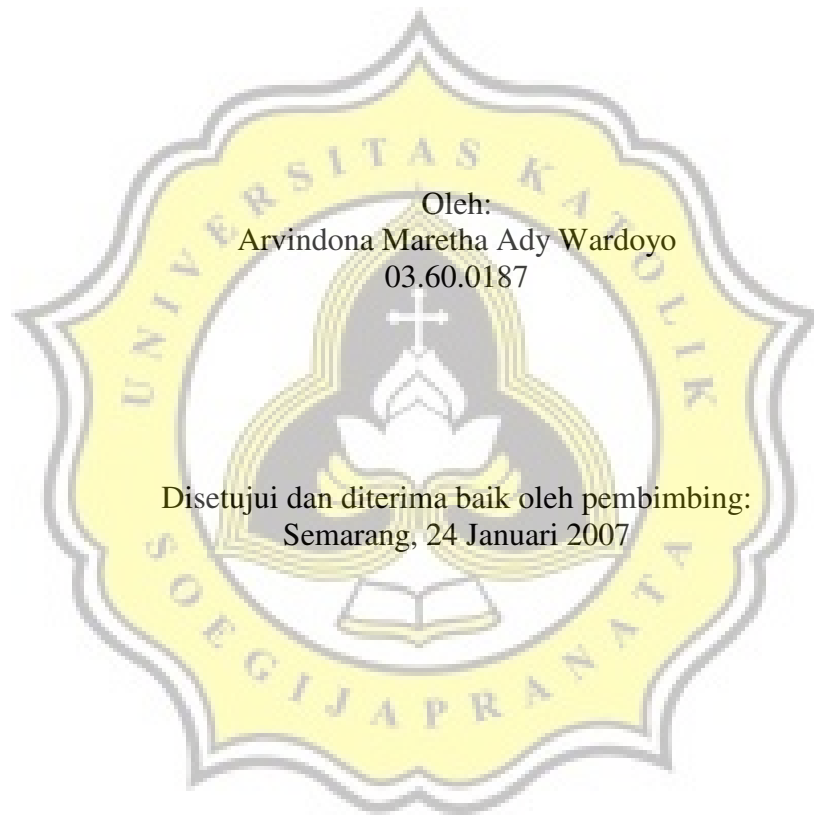 UNIVERSITAS KATOLIK
Oleh:
Arvindona Maretha Ady Wardoyo
03.60.0187
Disetujui dan diterima baik oleh pembimbing:
Semarang, 24 Januari 2007
SOEGIJAPRANATA